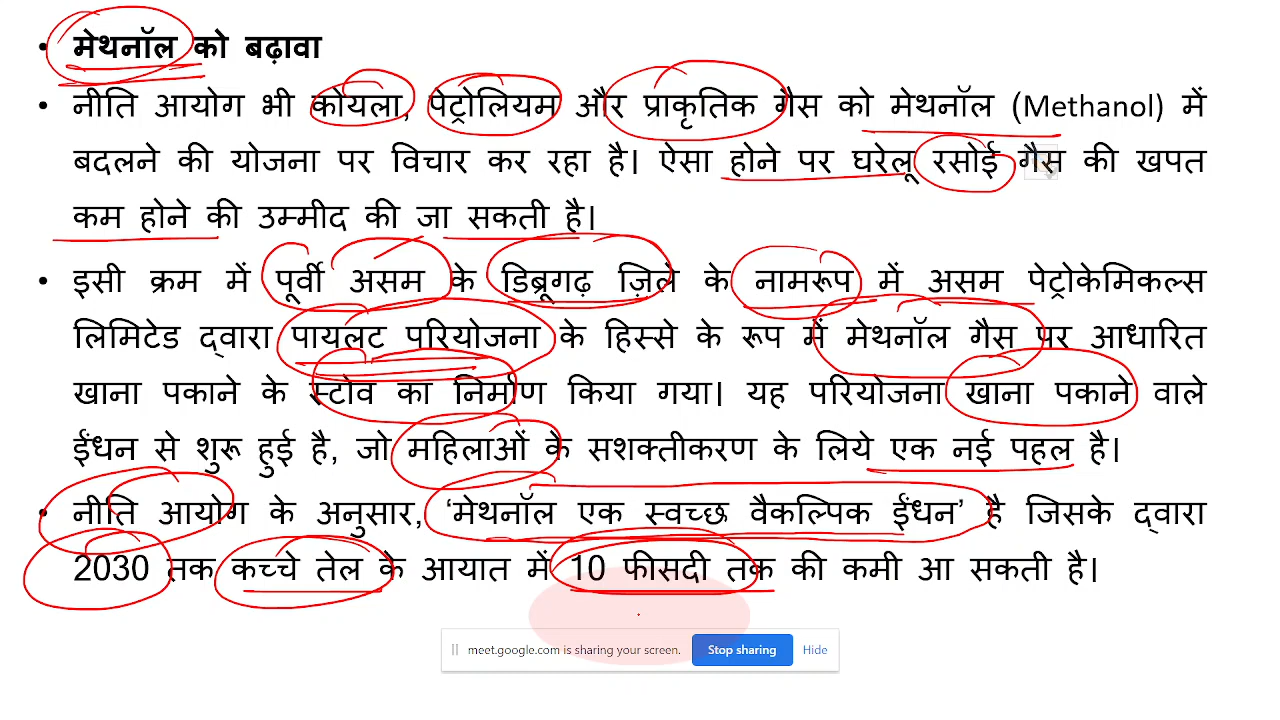 • मेथनॉल को बढ़ावा
• नीति आयोग भी कोयला, पेट्रोलियम और प्राकृतिक गैस को मेथनॉल (Methanol) में
बदलने की योजना पर विचार कर रहा है। ऐसा होने पर घरेलू रसोई गैस की खपत
कम होने की उम्मीद की जा सकती है।
• इसी क्रम में पूर्वी असम के डिब्रूगढ़ ज़िले के नामरूप में असम पेट्रोकेमिकल्स
लिमिटेड द्वारा पायलट परियोजना के हिस्से के रूप में मेथनॉल गैस पर आधारित
खाना पकाने के स्टोव का निर्माण किया गया। यह परियोजना खाना पकाने वाले
ईंधन से शुरू हुई है, जो महिलाओं के सशक्तीकरण के लिये एक नई पहल है।
• नीति आयोग के अनुसार, ‘मेथनॉल एक स्वच्छ वैकल्पिक ईंधन’ है जिसके द्वारा
2030 तक कच्चे तेल के आयात में 10 फीसदी तक की कमी आ सकती है।
meet.google.com is sharing your screen. Stop sharing Hide